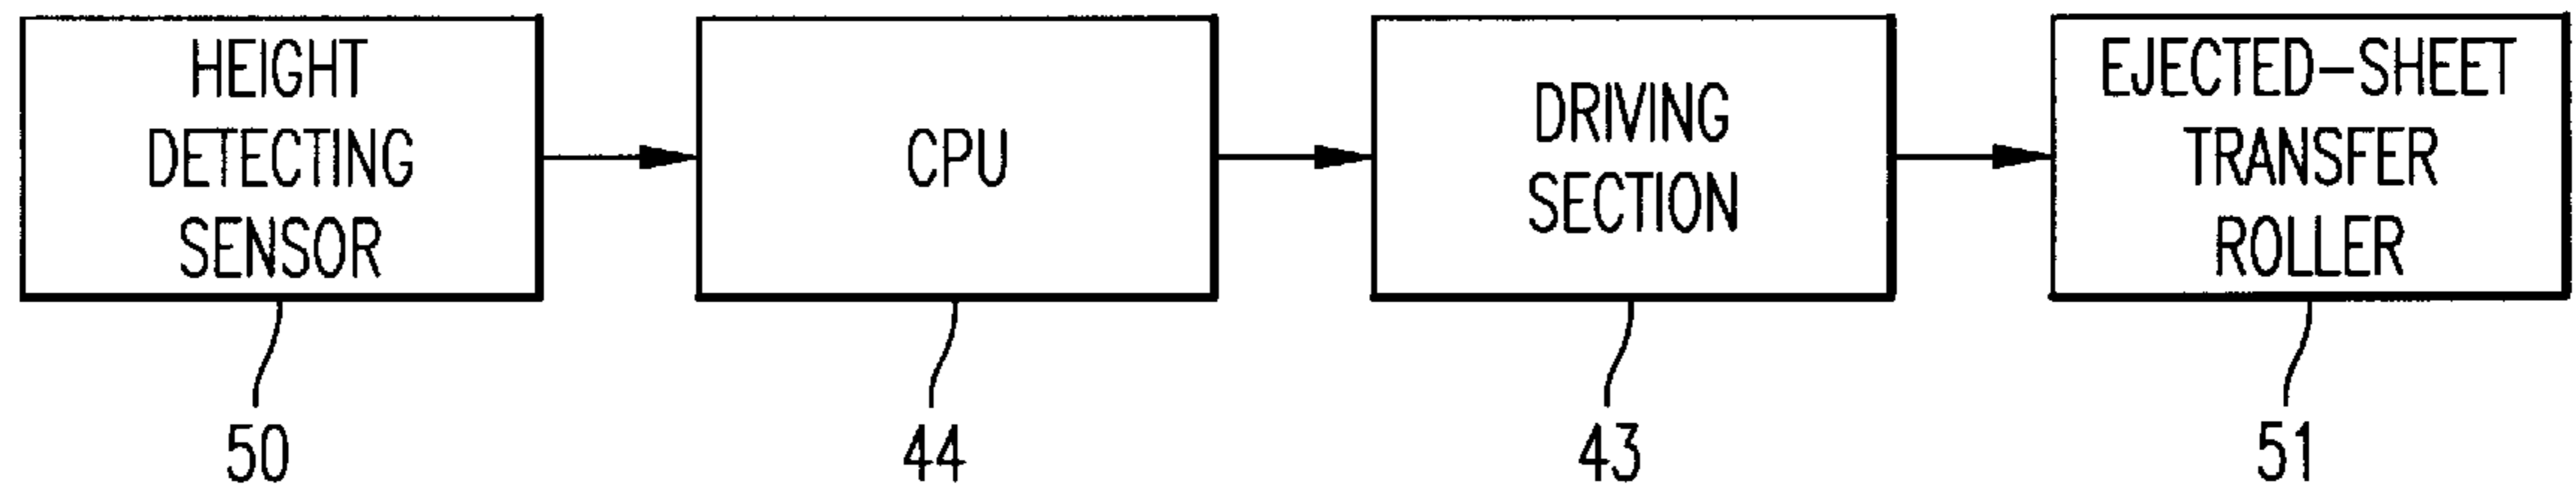 HEIGHT
DETECTING
SENSOR
CPU
DRIVING
SECTION
EJECTED-SHEET
TRANSFER
ROLLER
50
44
43
51